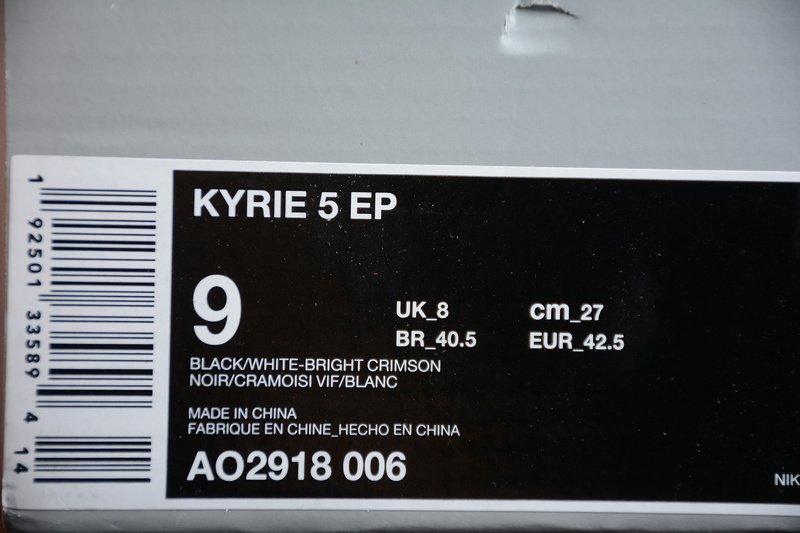 KYRIE 5 EP
9
UK_8
cm_27
BR_40.5
EUR_42.5
BLACK/WHITE-BRIGHT CRIMSON
NOIR/CRAMOISI VIF/BLANC
MADE IN CHINA
FABRIQUE EN CHINE_HECHO EN CHINA
AO2918 006
NIK
1 92501 33589 4 14